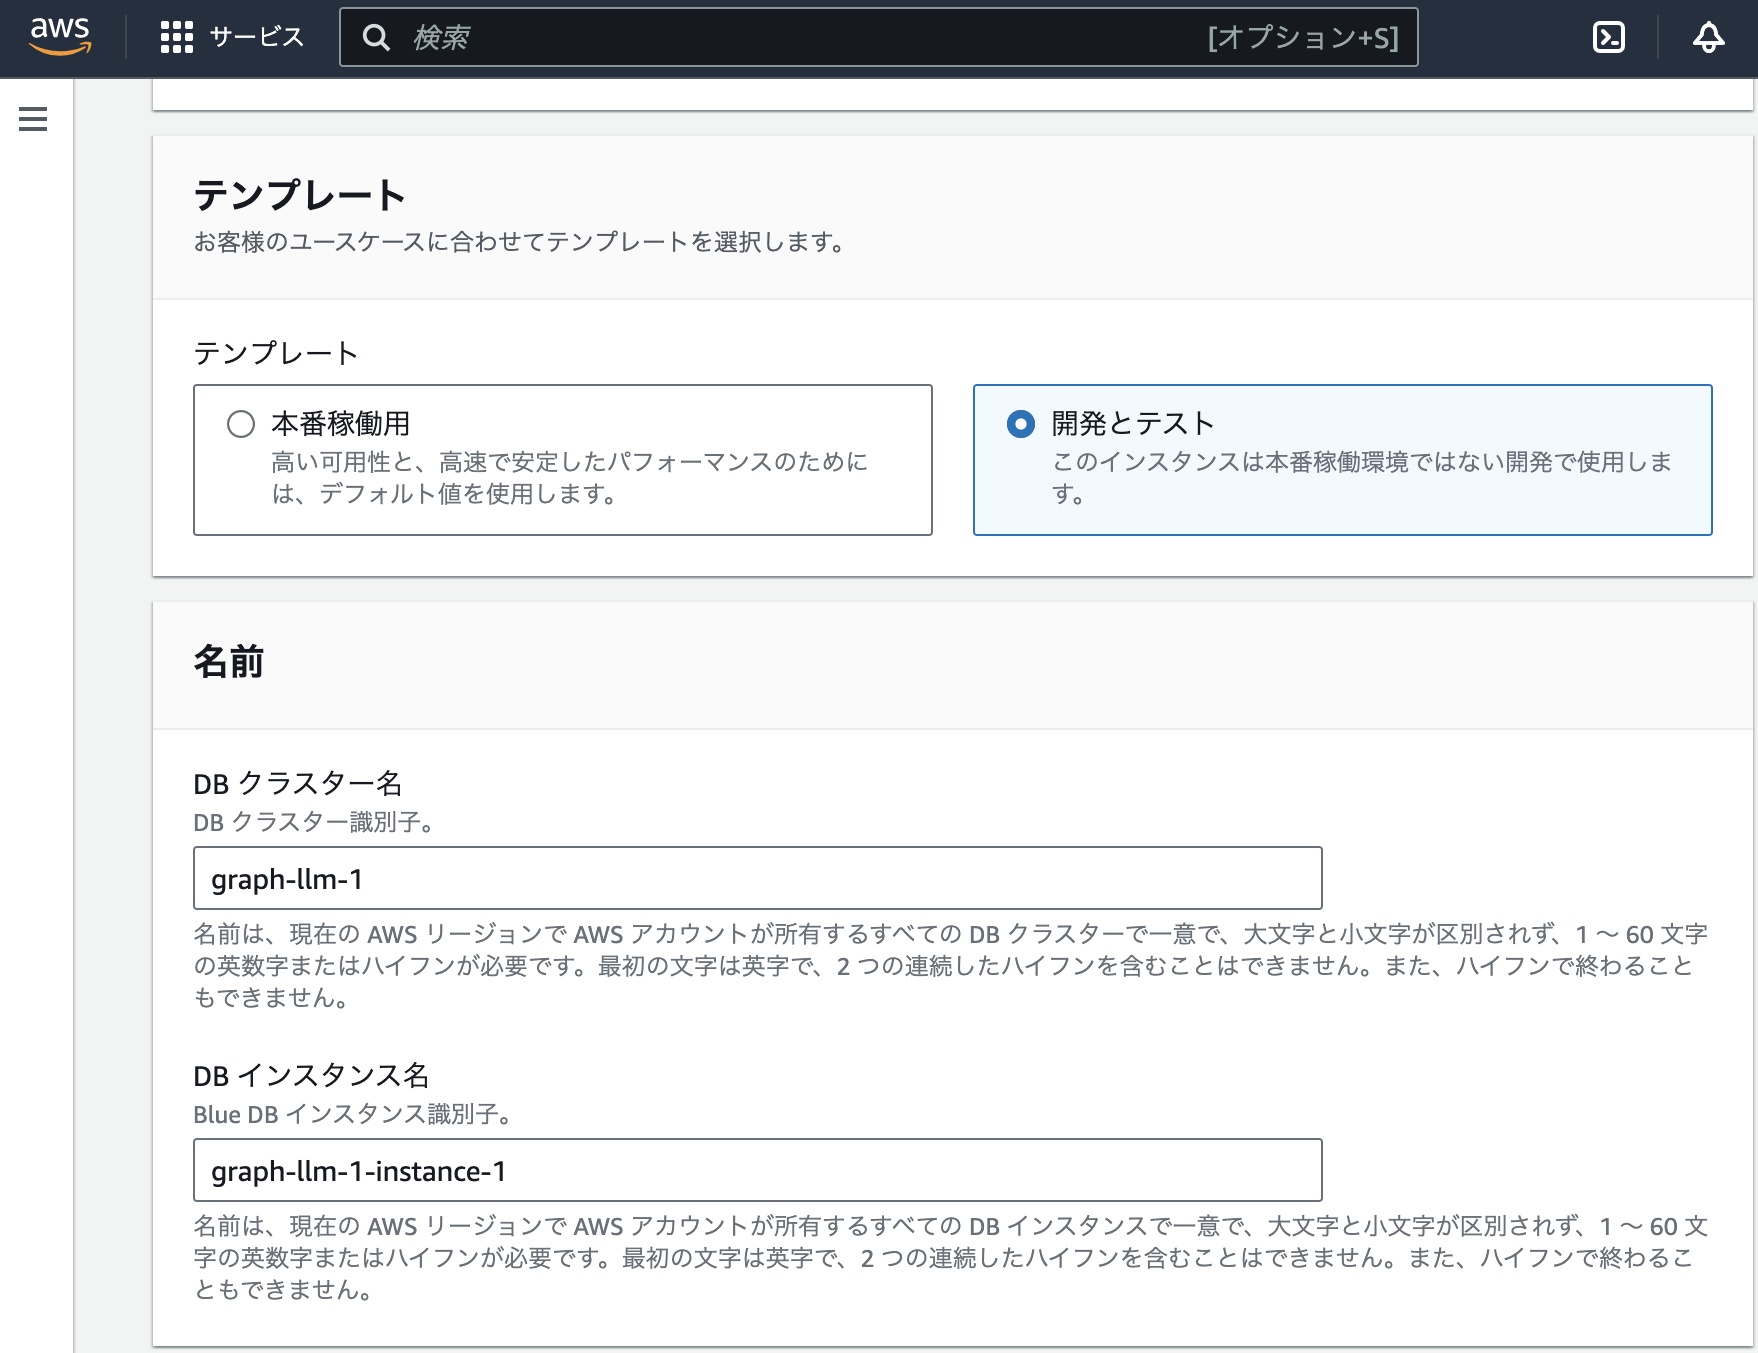 aws
サービス
検索
[オプション+S]
テンプレート
お客様のユースケースに合わせてテンプレートを選択します。
テンプレート
本番稼働用
高い可用性と、高速で安定したパフォーマンスのために
は、デフォルト値を使用します。
開発とテスト
このインスタンスは本番稼働環境ではない開発で使用しま
す。
名前
DB クラスター名
DB クラスター識別子。
graph-llm-1
名前は、現在の AWS リージョンで AWS アカウントが所有するすべての DB クラスターで一意で、大文字と小文字が区別されず、1 ～ 60 文字
の英数字またはハイフンが必要です。最初の文字は英字で、2 つの連続したハイフンを含むことはできません。また、ハイフンで終わること
もできません。
DB インスタンス名
Blue DB インスタンス識別子。
graph-llm-1-instance-1
名前は、現在の AWS リージョンで AWS アカウントが所有するすべての DB インスタンスで一意で、大文字と小文字が区別されず、1 ～ 60 文
字の英数字またはハイフンが必要です。最初の文字は英字で、2 つの連続したハイフンを含むことはできません。また、ハイフンで終わるこ
ともできません。